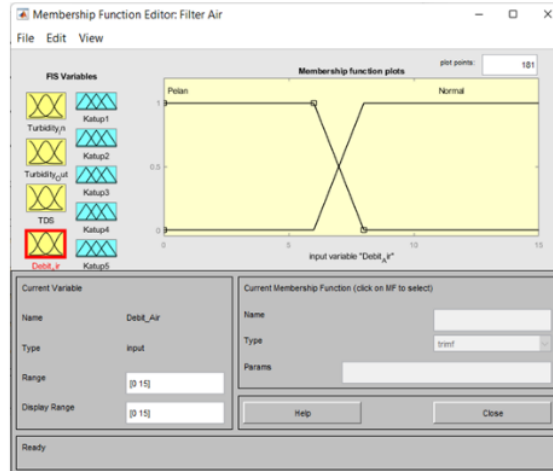 Membership Function Editor: Filter Air
File Edit View
FIS Variables
Turbidity_In
Turbidity_Out
TDS
Debit_Air
Katup1
Katup2
Katup3
Katup4
Katup5
Membership function plots
plot points:
181
Pelan
Normal
1
0.5
0
0 5 10 15
input variable "Debit_Air"
Current Variable
Name Debit_Air
Type input
Range [0 15]
Display Range [0 15]
Current Membership Function (click on MF to select)
Name
Type trimf
Params
Help Close
Ready